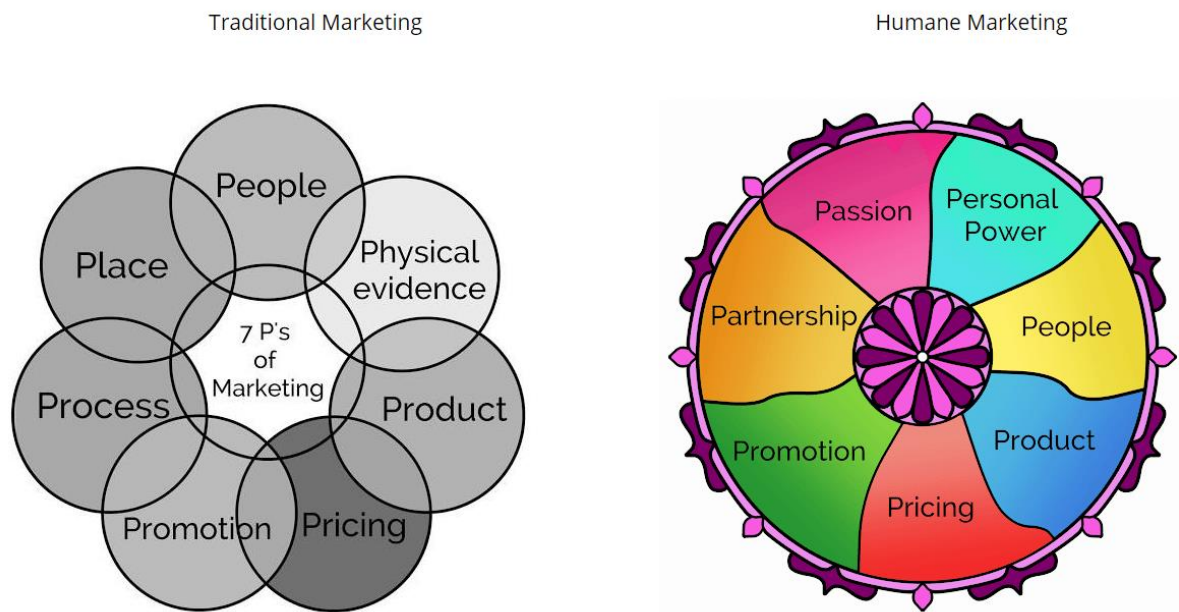 Traditional Marketing
Humane Marketing
People
Physical
evidence
Place
7 P's
of
Marketing
Process
Product
Promotion
Pricing
Passion
Personal
Power
Partnership
People
Promotion
Product
Pricing